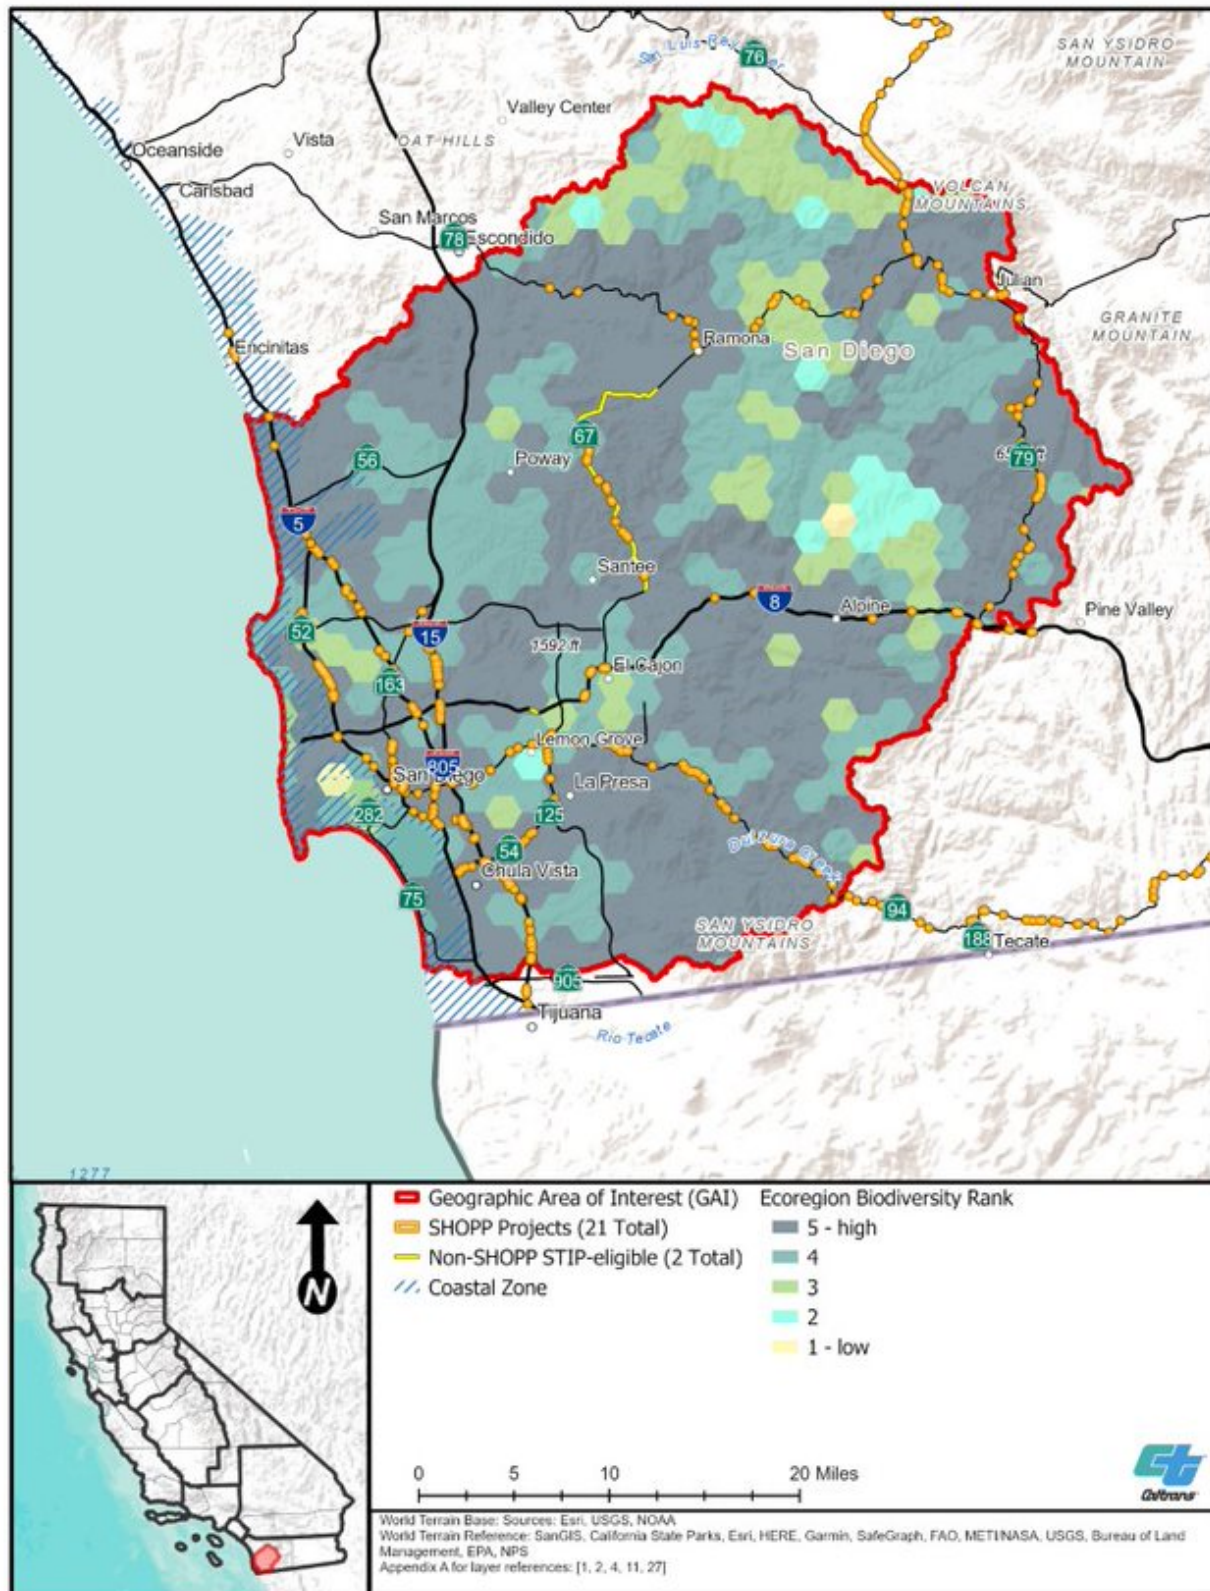 SAN YSIDRO
MOUNTAIN
San Luis Rey River
76
Valley Center
OAT HILLS
Vista
Oceanside
Carlsbad
VOLCAN
MOUNTAINS
San Marcos
78
Escondido
Julian
GRANITE
MOUNTAIN
Encinitas
Ramona
San Diego
67
56
Poway
79
5
Santee
8
Alpine
Pine Valley
52
15
1592 ft
163
El Cajon
Lemon Grove
805
San Diego
La Presa
282
125
54
Dulzura Creek
Chula Vista
75
94
SAN YSIDRO
MOUNTAINS
188
Tecate
905
Tijuana
Rio Tecate
1277
N
Geographic Area of Interest (GAI)
SHOPP Projects (21 Total)
Non-SHOPP STIP-eligible (2 Total)
Coastal Zone
Ecoregion Biodiversity Rank
5 - high
4
3
2
1 - low
0 5 10 20 Miles
Ct
Caltrans
World Terrain Base: Sources: Esri, USGS, NOAA
World Terrain Reference: SanGIS, California State Parks, Esri, HERE, Garmin, SafeGraph, FAO, METI/NASA, USGS, Bureau of Land
Management, EPA, NPS
Appendix A for layer references: [1, 2, 4, 11, 27]